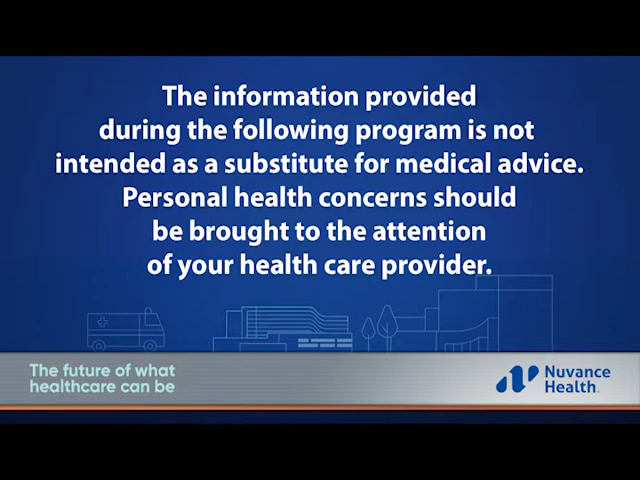 The information provided
during the following program is not
intended as a substitute for medical advice.
Personal health concerns should
be brought to the attention
of your health care provider.
The future of what
healthcare can be
Nuvance
Health